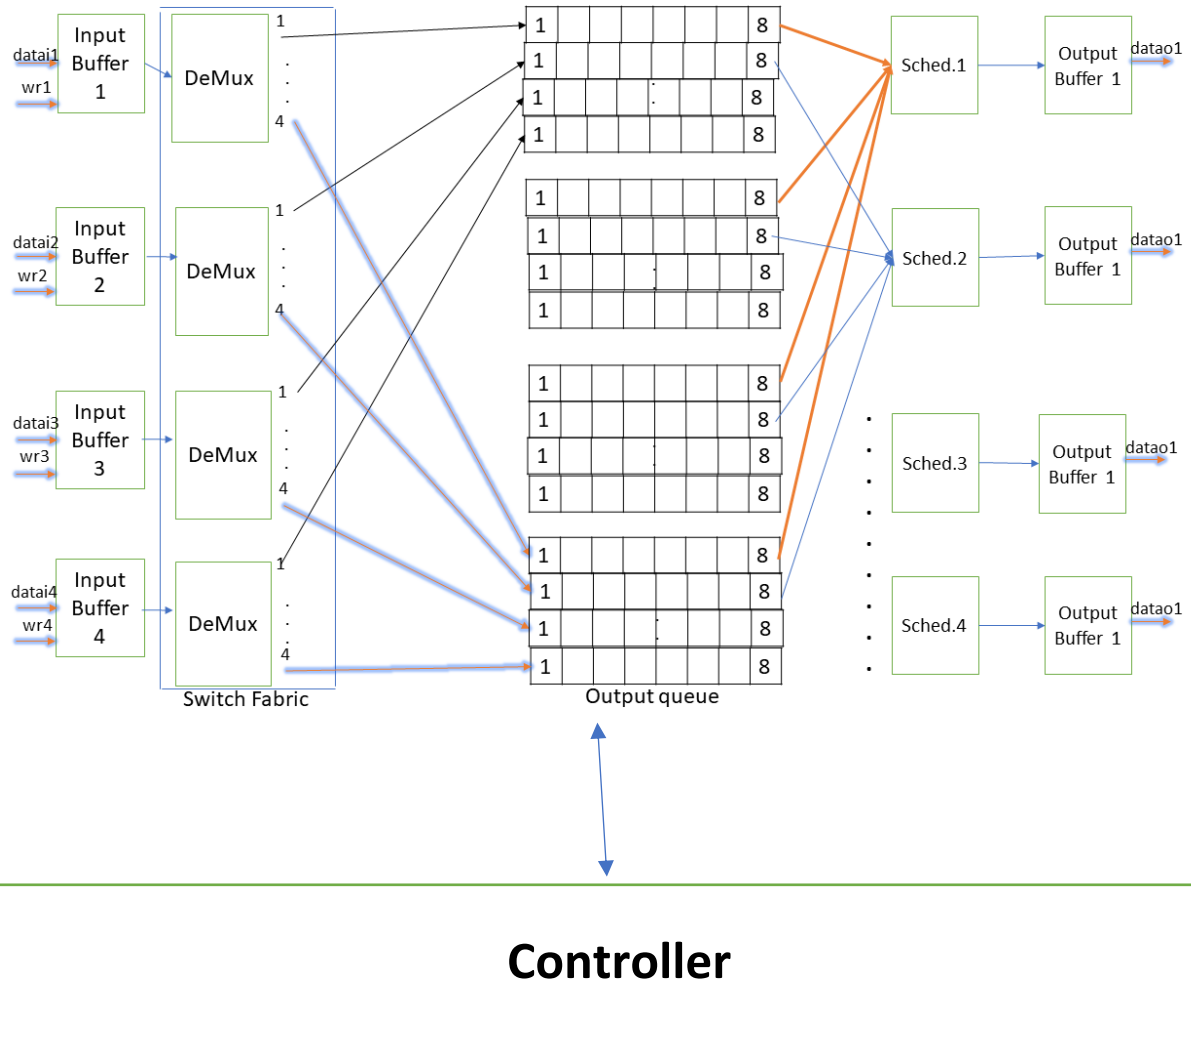 datai1
wr1
Input
Buffer
1
DeMux
1
4
1 8
1 8
1 8
1 8
Sched.1
Output
Buffer 1
datao1
datai2
wr2
Input
Buffer
2
DeMux
1
4
1 8
1 8
1 8
1 8
Sched.2
Output
Buffer 1
datao1
datai3
wr3
Input
Buffer
3
DeMux
1
4
1 8
1 8
1 8
1 8
Sched.3
Output
Buffer 1
datao1
datai4
wr4
Input
Buffer
4
DeMux
1
4
1 8
1 8
1 8
1 8
Sched.4
Output
Buffer 1
datao1
Switch Fabric
Output queue
Controller